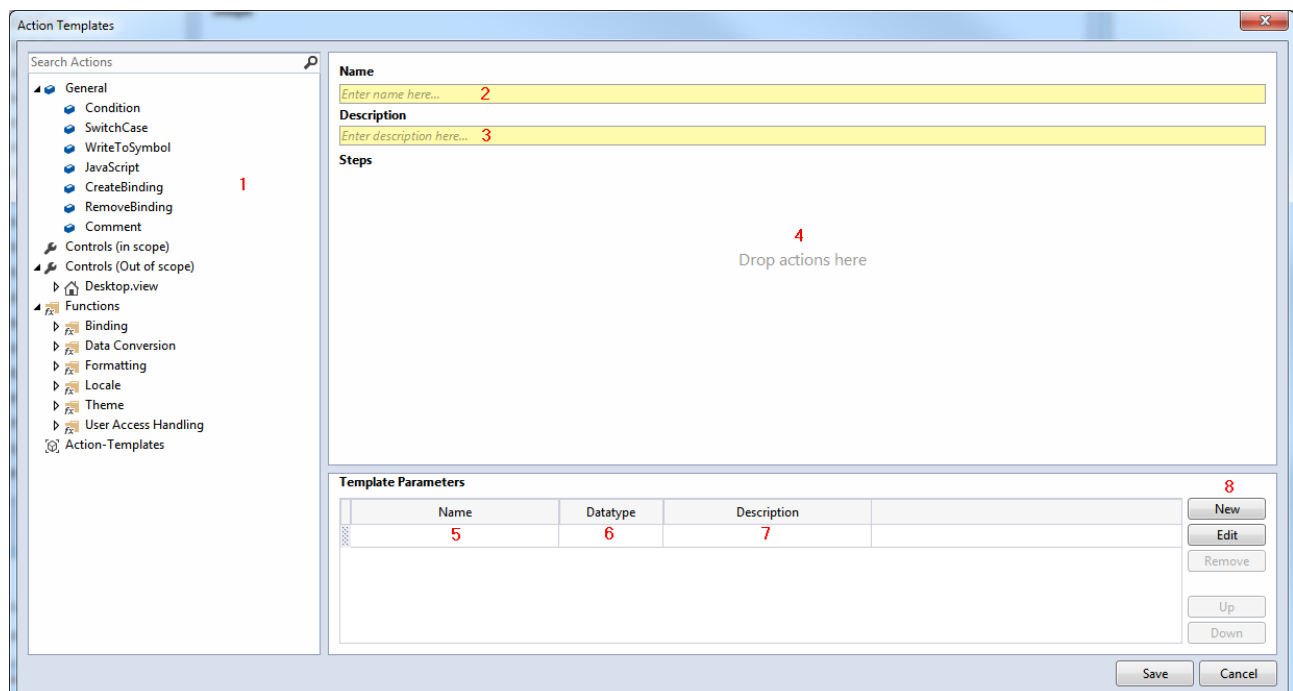 Action Templates
Search Actions
General
Condition
SwitchCase
WriteToSymbol
JavaScript
CreateBinding
1
RemoveBinding
Comment
Controls (in scope)
Controls (Out of scope)
Desktop.view
Functions
Binding
Data Conversion
Formatting
Locale
Theme
User Access Handling
Action-Templates
Name
Enter name here... 2
Description
Enter description here... 3
Steps
4
Drop actions here
Template Parameters
8
Name Datatype Description
5 6 7
New
Edit
Remove
Up
Down
Save Cancel